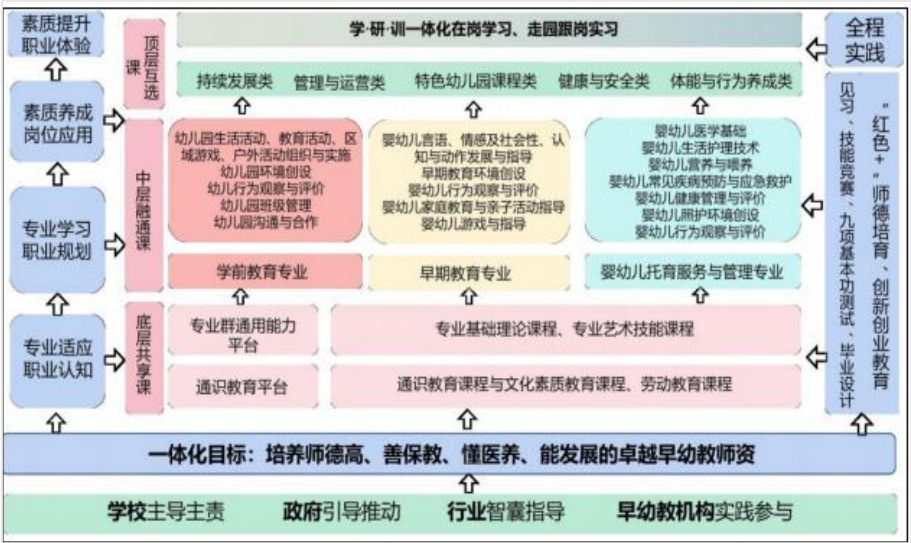 素质提升
职业体验
素质养成
岗位应用
专业学习
职业规划
专业适应
职业认知
顶层互选课
中层融通课
底层共享课
学·研·训一体化在岗学习、走园跟岗实习
持续发展类 管理与运营类 特色幼儿园课程类 健康与安全类 体能与行为养成类
幼儿园生活活动、教育活动、区
域游戏、户外活动组织与实施
幼儿园环境创设
幼儿行为观察与评价
幼儿园班级管理
幼儿园沟通与合作
婴幼儿言语、情感及社会性、认
知与动作发展与指导
早期教育环境创设
婴幼儿行为观察与评价
婴幼儿家庭教育与亲子活动指导
婴幼儿游戏与指导
婴幼儿医学基础
婴幼儿生活护理技术
婴幼儿营养与喂养
婴幼儿常见疾病预防与应急救护
婴幼儿健康管理与评价
婴幼儿照护环境创设
婴幼儿行为观察与评价
学前教育专业
早期教育专业
婴幼儿托育服务与管理专业
专业群通用能力
平台
专业基础理论课程、专业艺术技能课程
通识教育平台
通识教育课程与文化素质教育课程、劳动教育课程
全程
实践
“红色+”师德培育、创新创业教育
见习、技能竞赛、九项基本功测试、毕业设计
一体化目标：培养师德高、善保教、懂医养、能发展的卓越早幼教师资
学校主导主责 政府引导推动 行业智囊指导 早幼教机构实践参与